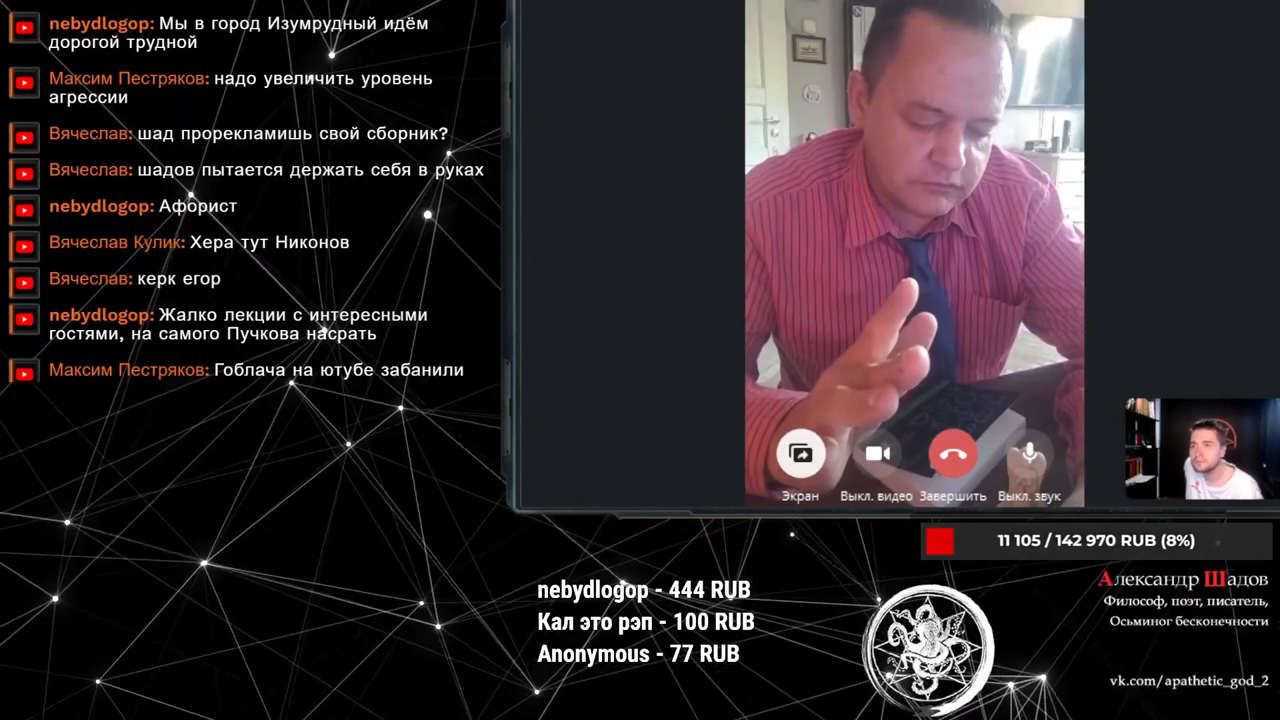 nebydlogop: Мы в город Изумрудный идём
дорогой трудной
Максим Пестряков: надо увеличить уровень
агрессии
Вячеслав: шад прорекламишь свой сборник?
Вячеслав: шадов пытается держать себя в руках
nebydlogop: Афорист
Вячеслав Кулик: Хера тут Никонов
Вячеслав: керк егор
nebydlogop: Жалко лекции с интересными
гостями, на самого Пучкова насрать
Максим Пестряков: Гоблача на ютубе забанили
Экран
Выкл. видео
Завершить
Выкл. звук
11 105 / 142 970 RUB (8%)
nebydlogop - 444 RUB
Кал это рэп - 100 RUB
Anonymous - 77 RUB
Александр Шадов
Философ, поэт, писатель,
Осьминог бесконечности
vk.com/apathetic_god_2